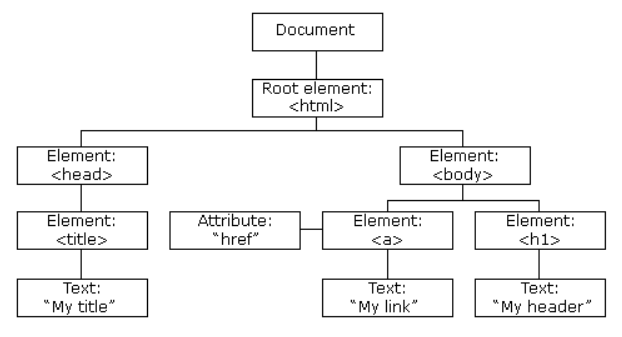 Document
Root element:
<html>
Element:
<head>
Element:
<body>
Element:
<title>
Attribute:
“href”
Element:
<a>
Element:
<h1>
Text:
“My title”
Text:
“My link”
Text:
“My header”